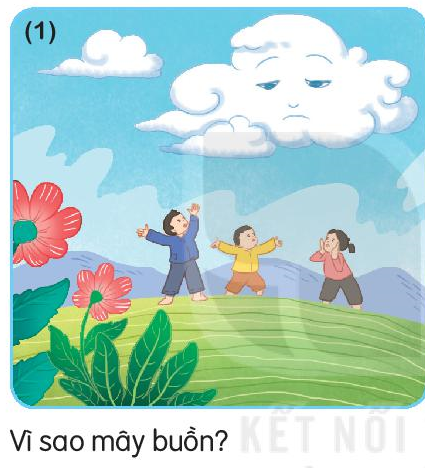 (1)
Vì sao mây buồn?
KẾT NỐI